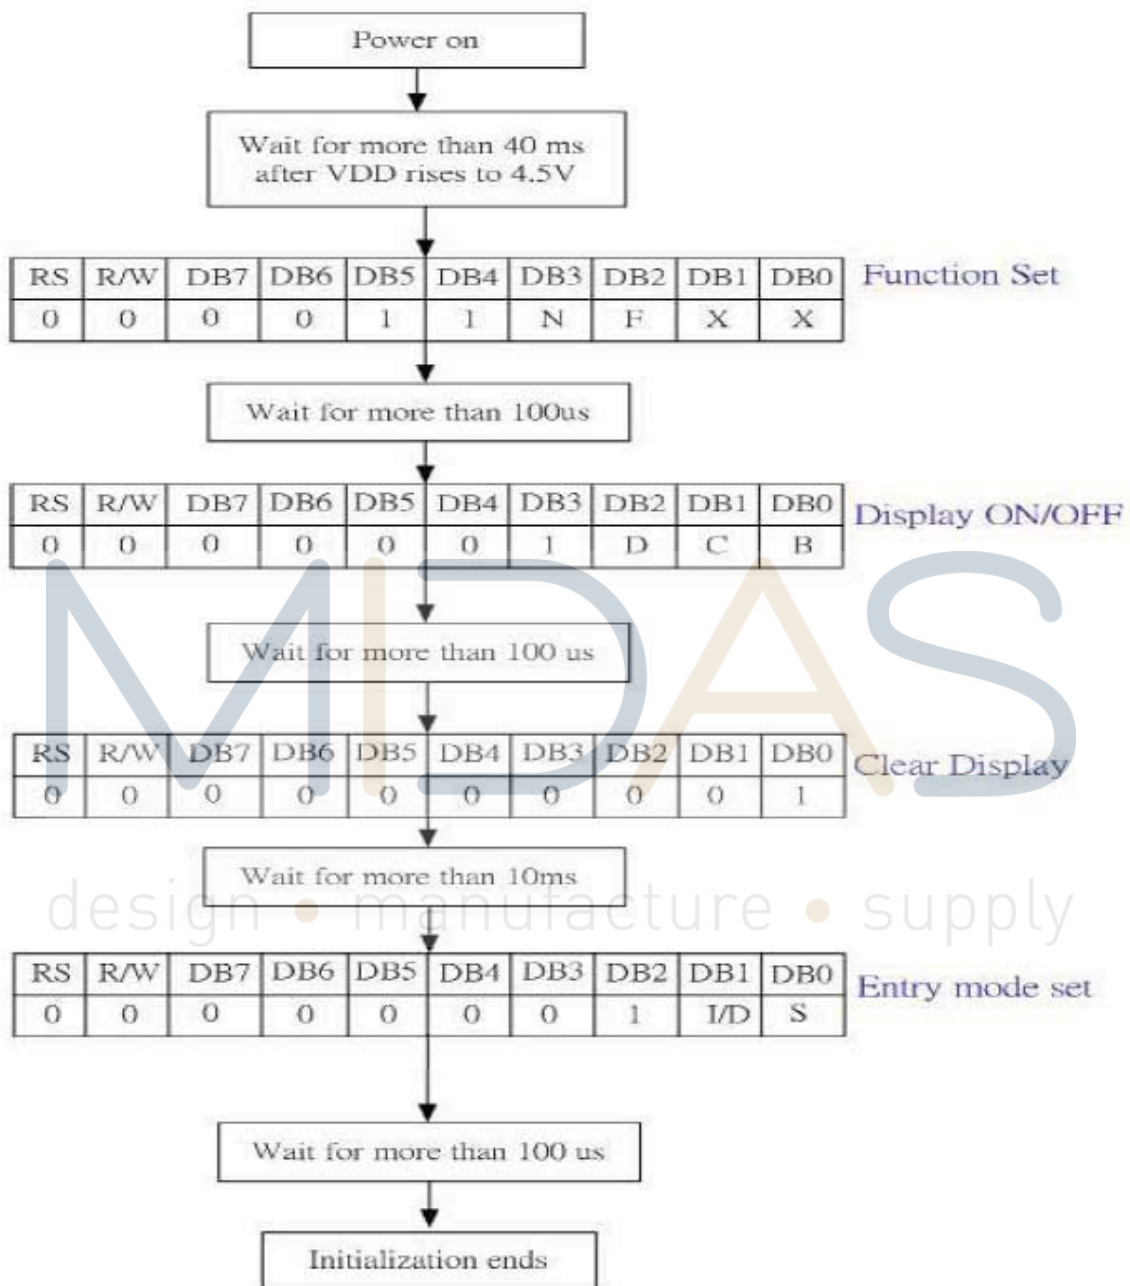 Power on
Wait for more than 40 ms
after VDD rises to 4.5V
RS R/W DB7 DB6 DB5 DB4 DB3 DB2 DB1 DB0 Function Set
0 0 0 0 1 1 N F X X
Wait for more than 100us
RS R/W DB7 DB6 DB5 DB4 DB3 DB2 DB1 DB0 Display ON/OFF
0 0 0 0 0 0 1 D C B
MIDAS
Wait for more than 100 us
RS R/W DB7 DB6 DB5 DB4 DB3 DB2 DB1 DB0 Clear Display
0 0 0 0 0 0 0 0 0 1
Wait for more than 10ms
design • manufacture • supply
RS R/W DB7 DB6 DB5 DB4 DB3 DB2 DB1 DB0 Entry mode set
0 0 0 0 0 0 0 1 I/D S
Wait for more than 100 us
Initialization ends